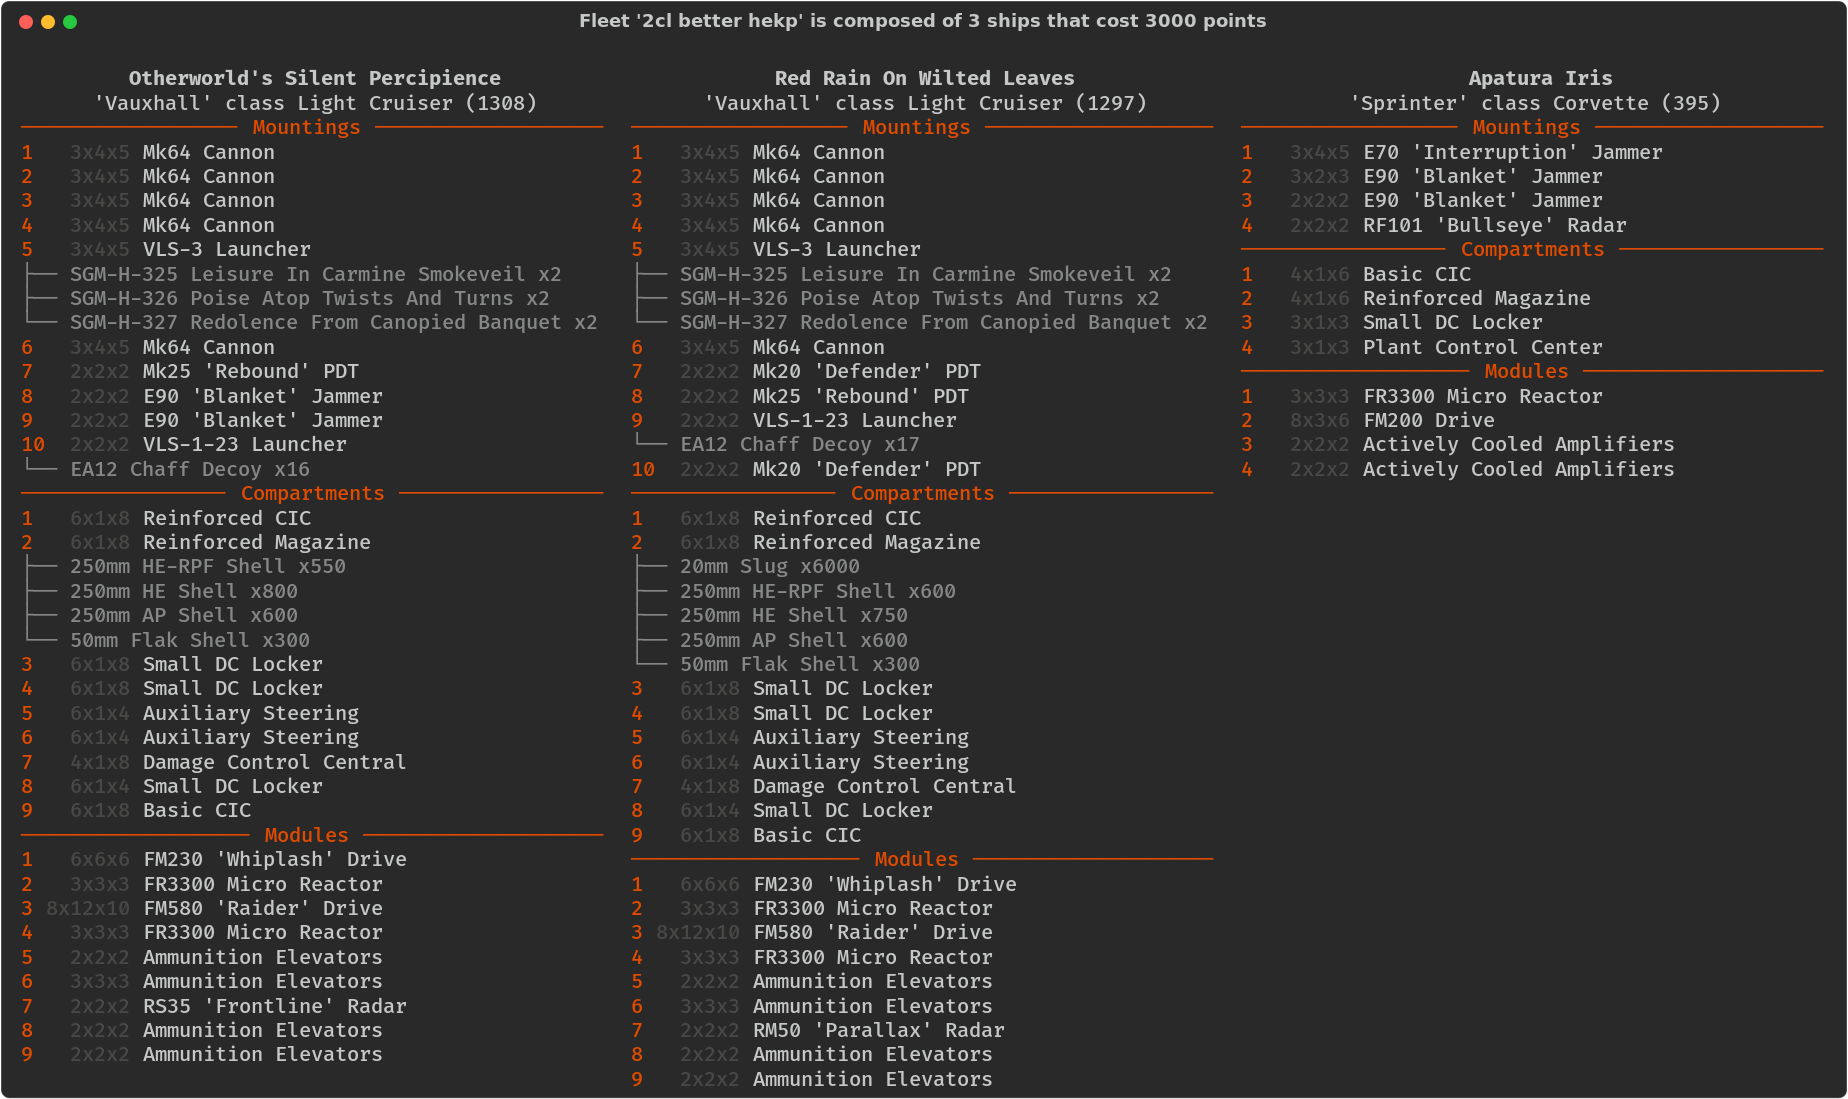 Fleet '2cl better hekp' is composed of 3 ships that cost 3000 points
Otherworld's Silent Percipience
'Vauxhall' class Light Cruiser (1308)
Mountings
1 3x4x5 Mk64 Cannon
2 3x4x5 Mk64 Cannon
3 3x4x5 Mk64 Cannon
4 3x4x5 Mk64 Cannon
5 3x4x5 VLS-3 Launcher
SGM-H-325 Leisure In Carmine Smokeveil x2
SGM-H-326 Poise Atop Twists And Turns x2
SGM-H-327 Redolence From Canopied Banquet x2
6 3x4x5 Mk64 Cannon
7 2x2x2 Mk25 'Rebound' PDT
8 2x2x2 E90 'Blanket' Jammer
9 2x2x2 E90 'Blanket' Jammer
10 2x2x2 VLS-1-23 Launcher
EA12 Chaff Decoy x16
Compartments
1 6x1x8 Reinforced CIC
2 6x1x8 Reinforced Magazine
250mm HE-RPF Shell x550
250mm HE Shell x800
250mm AP Shell x600
50mm Flak Shell x300
3 6x1x8 Small DC Locker
4 6x1x8 Small DC Locker
5 6x1x4 Auxiliary Steering
6 6x1x4 Auxiliary Steering
7 4x1x8 Damage Control Central
8 6x1x4 Small DC Locker
9 6x1x8 Basic CIC
Modules
1 6x6x6 FM230 'Whiplash' Drive
2 3x3x3 FR3300 Micro Reactor
3 8x12x10 FM580 'Raider' Drive
4 3x3x3 FR3300 Micro Reactor
5 2x2x2 Ammunition Elevators
6 3x3x3 Ammunition Elevators
7 2x2x2 RS35 'Frontline' Radar
8 2x2x2 Ammunition Elevators
9 2x2x2 Ammunition Elevators
Red Rain On Wilted Leaves
'Vauxhall' class Light Cruiser (1297)
Mountings
1 3x4x5 Mk64 Cannon
2 3x4x5 Mk64 Cannon
3 3x4x5 Mk64 Cannon
4 3x4x5 Mk64 Cannon
5 3x4x5 VLS-3 Launcher
SGM-H-325 Leisure In Carmine Smokeveil x2
SGM-H-326 Poise Atop Twists And Turns x2
SGM-H-327 Redolence From Canopied Banquet x2
6 3x4x5 Mk64 Cannon
7 2x2x2 Mk20 'Defender' PDT
8 2x2x2 Mk25 'Rebound' PDT
9 2x2x2 VLS-1-23 Launcher
EA12 Chaff Decoy x17
10 2x2x2 Mk20 'Defender' PDT
Compartments
1 6x1x8 Reinforced CIC
2 6x1x8 Reinforced Magazine
20mm Slug x6000
250mm HE-RPF Shell x600
250mm HE Shell x750
250mm AP Shell x600
50mm Flak Shell x300
3 6x1x8 Small DC Locker
4 6x1x8 Small DC Locker
5 6x1x4 Auxiliary Steering
6 6x1x4 Auxiliary Steering
7 4x1x8 Damage Control Central
8 6x1x4 Small DC Locker
9 6x1x8 Basic CIC
Modules
1 6x6x6 FM230 'Whiplash' Drive
2 3x3x3 FR3300 Micro Reactor
3 8x12x10 FM580 'Raider' Drive
4 3x3x3 FR3300 Micro Reactor
5 2x2x2 Ammunition Elevators
6 3x3x3 Ammunition Elevators
7 2x2x2 RM50 'Parallax' Radar
8 2x2x2 Ammunition Elevators
9 2x2x2 Ammunition Elevators
Apatura Iris
'Sprinter' class Corvette (395)
Mountings
1 3x4x5 E70 'Interruption' Jammer
2 3x2x3 E90 'Blanket' Jammer
3 2x2x2 E90 'Blanket' Jammer
4 2x2x2 RF101 'Bullseye' Radar
Compartments
1 4x1x6 Basic CIC
2 4x1x6 Reinforced Magazine
3 3x1x3 Small DC Locker
4 3x1x3 Plant Control Center
Modules
1 3x3x3 FR3300 Micro Reactor
2 8x3x6 FM200 Drive
3 2x2x2 Actively Cooled Amplifiers
4 2x2x2 Actively Cooled Amplifiers